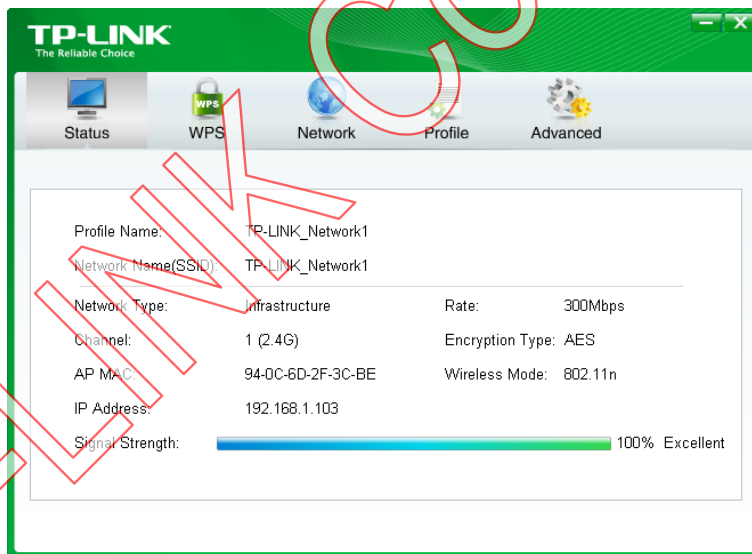 TP-LINK
The Reliable Choice
WPS
Status WPS Network Profile Advanced
Profile Name: TP-LINK_Network1
Network Name(SSID): TP-LINK_Network1
Network Type: Infrastructure Rate: 300Mbps
Channel: 1 (2.4G) Encryption Type: AES
AP MAC: 94-0C-6D-2F-3C-BE Wireless Mode: 802.11n
IP Address: 192.168.1.103
Signal Strength: 100% Excellent
LINK CO